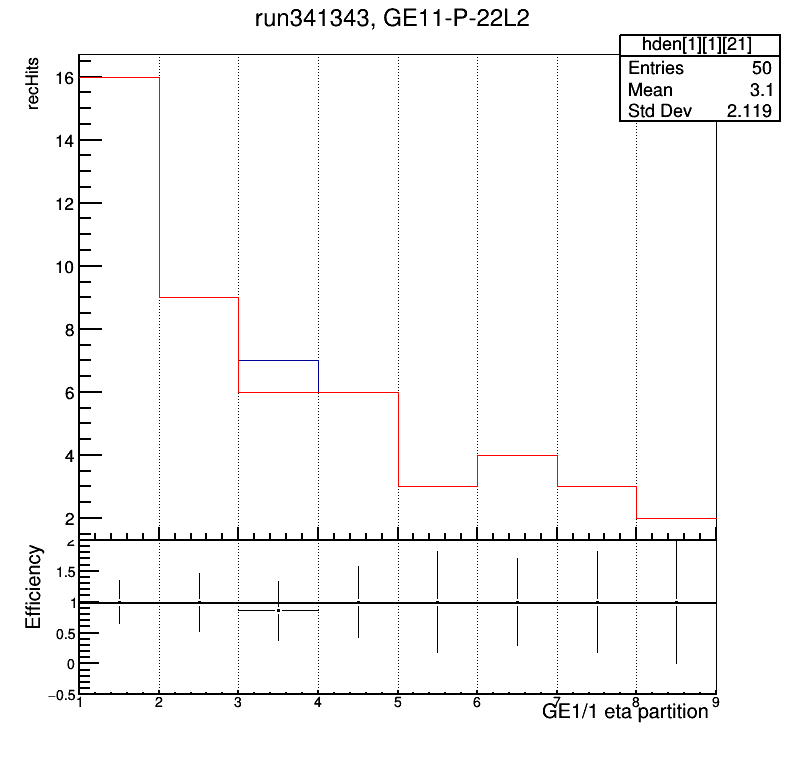 run341343, GE11-P-22L2
hden[1][1][21]
Entries 50
Mean 3.1
Std Dev 2.119
recHits
16
14
12
10
8
6
4
2
Efficiency
2
1.5
1
0.5
0
−0.5
1 2 3 4 5 6 7 8 9
GE1/1 eta partition